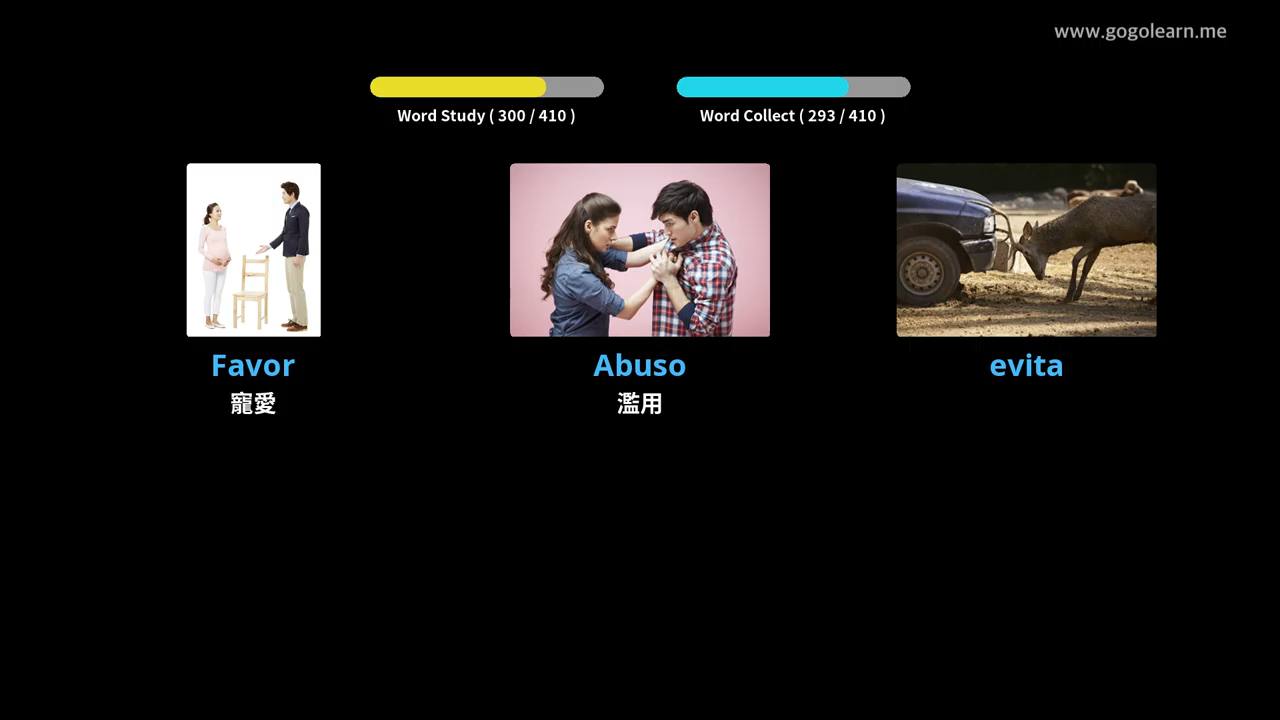 www.gogolearn.me
Word Study ( 300 / 410 )
Word Collect ( 293 / 410 )
Favor
寵愛
Abuso
濫用
evita